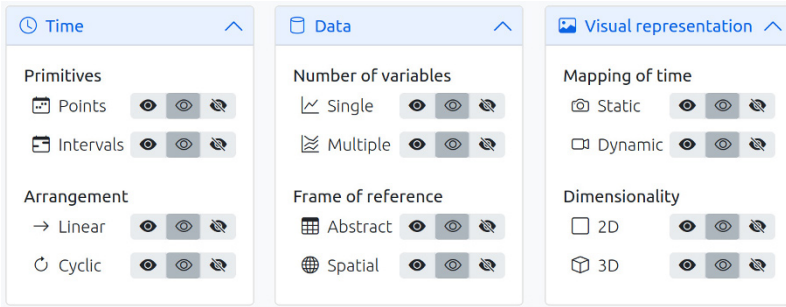 Time
Primitives
Points
Intervals
Arrangement
Linear
Cyclic
Data
Number of variables
Single
Multiple
Frame of reference
Abstract
Spatial
Visual representation
Mapping of time
Static
Dynamic
Dimensionality
2D
3D